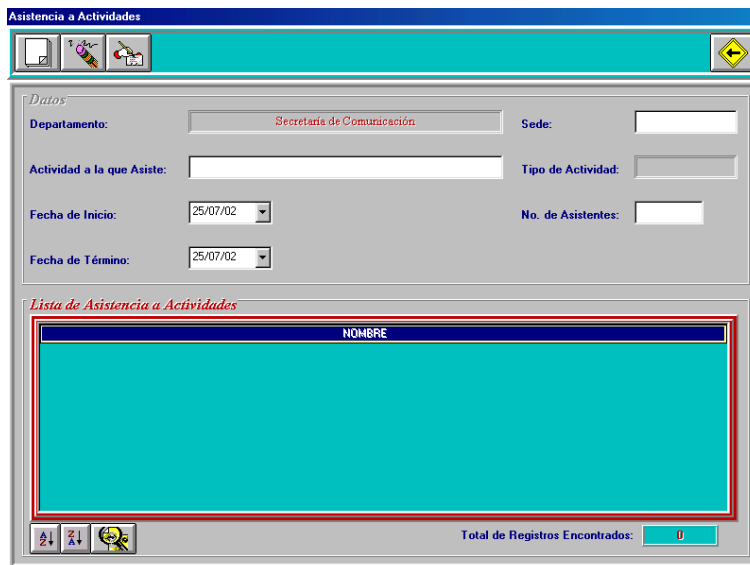 Asistencia a Actividades
Datos
Departamento: Secretaría de Comunicación Sede:
Actividad a la que Asiste: Tipo de Actividad:
Fecha de Inicio: 25/07/02 No. de Asistentes:
Fecha de Término: 25/07/02
Lista de Asistencia a Actividades
NOMBRE
A Z Z A Total de Registros Encontrados: 0